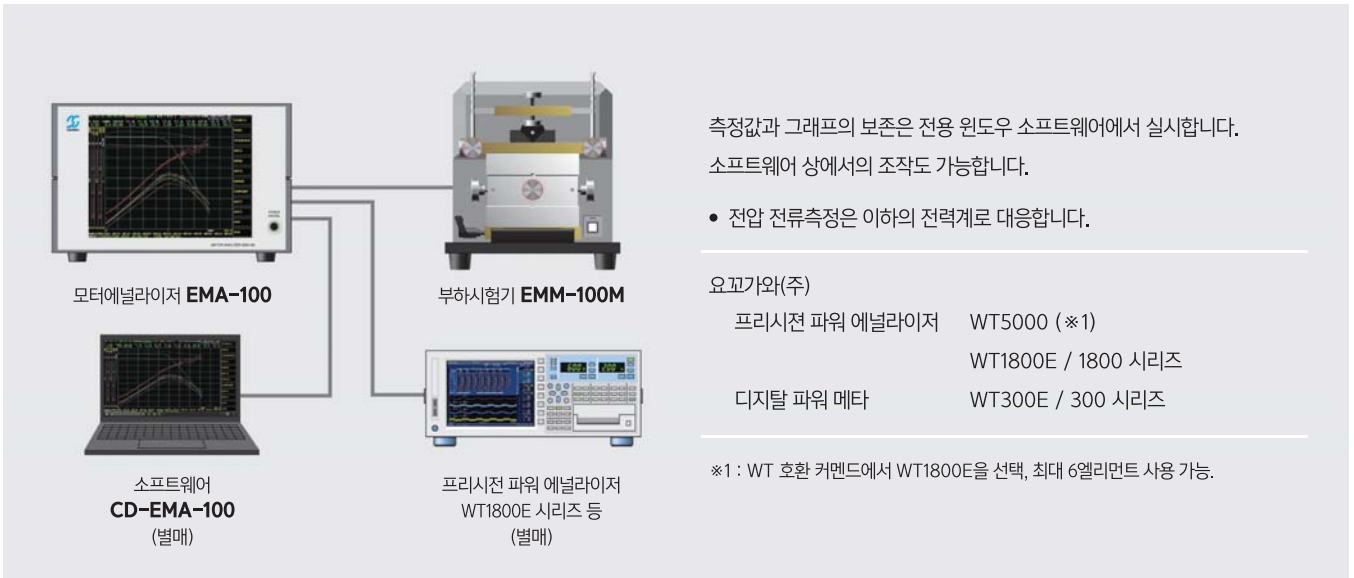 모터에널라이저 EMA-100
부하시험기 EMM-100M
소프트웨어
CD-EMA-100
(별매)
프리시전 파워 에널라이저
WT1800E 시리즈 등
(별매)
측정값과 그래프의 보존은 전용 윈도우 소프트웨어에서 실시합니다.
소프트웨어 상에서의 조작도 가능합니다.
• 전압 전류측정은 이하의 전력계로 대응합니다.
요꼬가와(주)
프리시젼 파워 에널라이저 WT5000 (※1)
WT1800E / 1800 시리즈
디지탈 파워 메타 WT300E / 300 시리즈
※1 : WT 호환 커멘드에서 WT1800E을 선택, 최대 6엘리먼트 사용 가능.